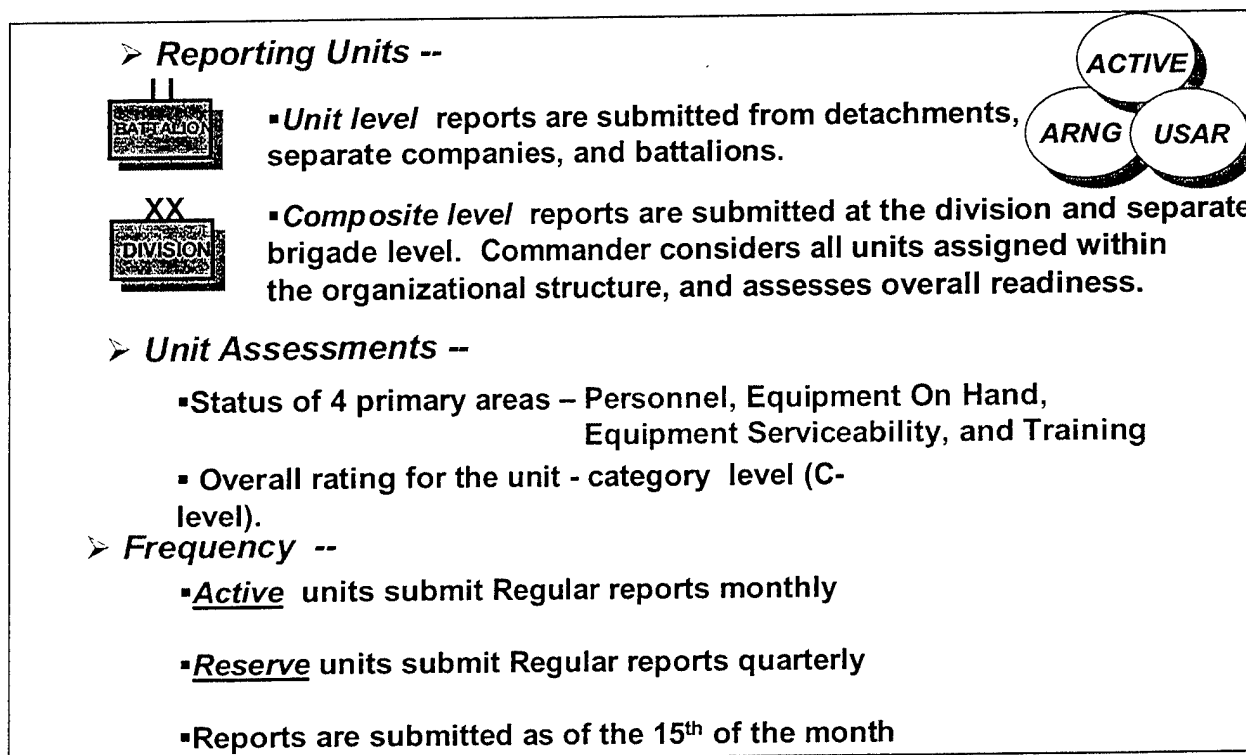 ➢ Reporting Units --
ACTIVE
ARNG
USAR
BATTALION
▪Unit level reports are submitted from detachments,
separate companies, and battalions.
XX
DIVISION
▪Composite level reports are submitted at the division and separate
brigade level. Commander considers all units assigned within
the organizational structure, and assesses overall readiness.
➢ Unit Assessments --
▪Status of 4 primary areas – Personnel, Equipment On Hand,
Equipment Serviceability, and Training
▪ Overall rating for the unit - category level (C-
level).
➢ Frequency --
▪Active units submit Regular reports monthly
▪Reserve units submit Regular reports quarterly
▪Reports are submitted as of the 15th of the month